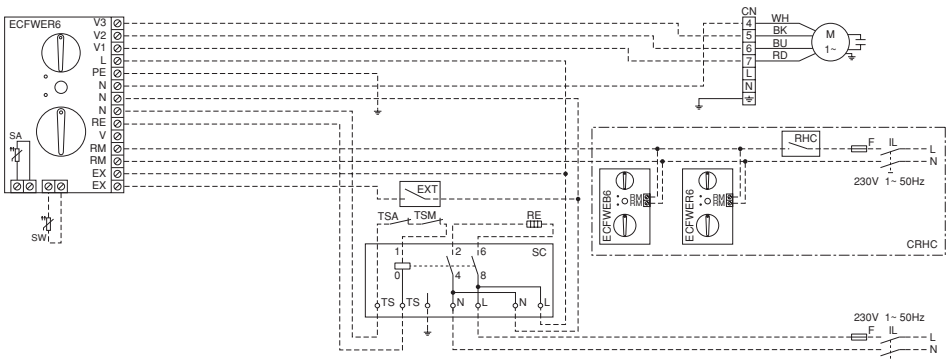 ECFWER6
V3
V2
V1
L
PE
N
N
N
RE
V
RM
RM
EX
EX
SA
SW
CN
4
5
6
7
L
N
WH
BK
BU
RD
M
1~
EXT
TSA
TSM
RE
SC
1
0
2
4
6
8
TS
TS
N
L
N
L
RHC
F
IL
L
N
230V 1~ 50Hz
ECFWEB6
RM
RM
ECFWER6
RM
RM
CRHC
230V 1~ 50Hz
F
IL
L
N